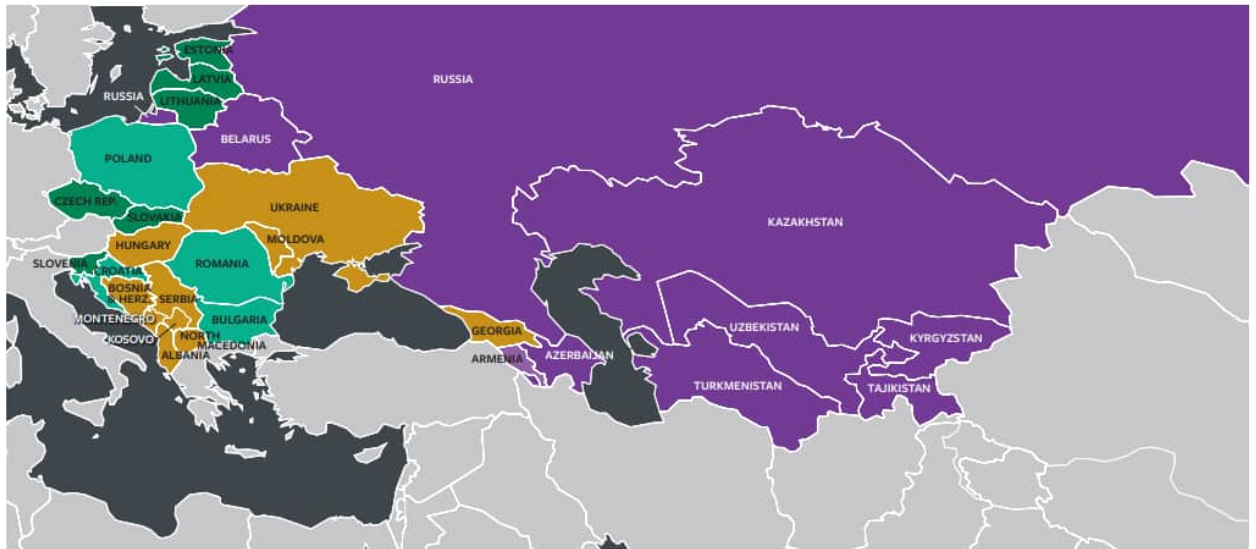 ESTONIA
LATVIA
RUSSIA
LITHUANIA
RUSSIA
BELARUS
POLAND
CZECH REP.
SLOVAKIA
UKRAINE
KAZAKHSTAN
HUNGARY
MOLDOVA
SLOVENIA
CROATIA
ROMANIA
BOSNIA
& HERZ.
SERBIA
MONTENEGRO
BULGARIA
KOSOVO
NORTH
MACEDONIA
ALBANIA
GEORGIA
ARMENIA
AZERBAIJAN
UZBEKISTAN
KYRGYZSTAN
TURKMENISTAN
TAJIKISTAN